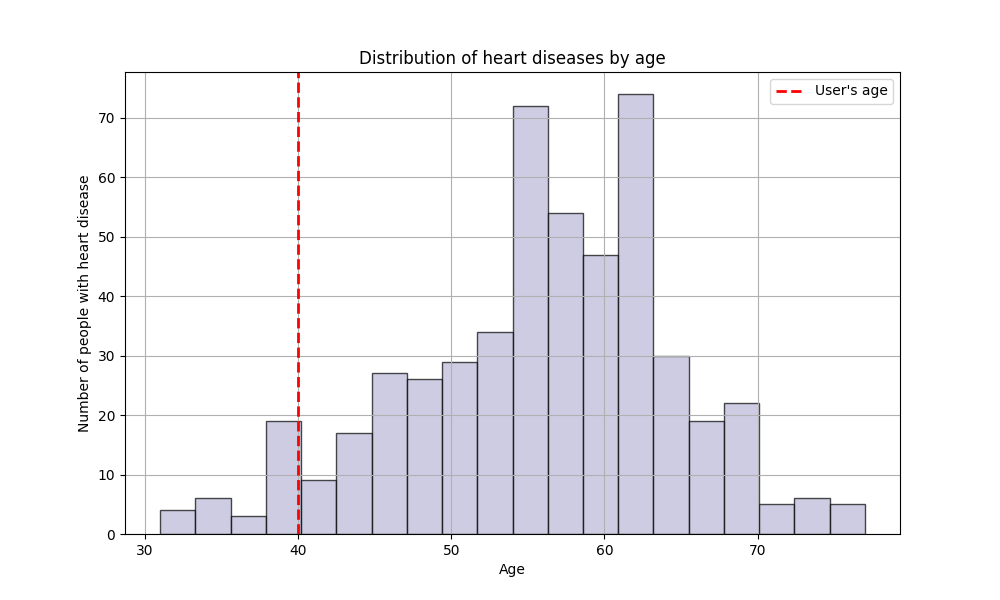 Distribution of heart diseases by age
User's age
Number of people with heart disease
70
60
50
40
30
20
10
0
30 40 50 60 70
Age